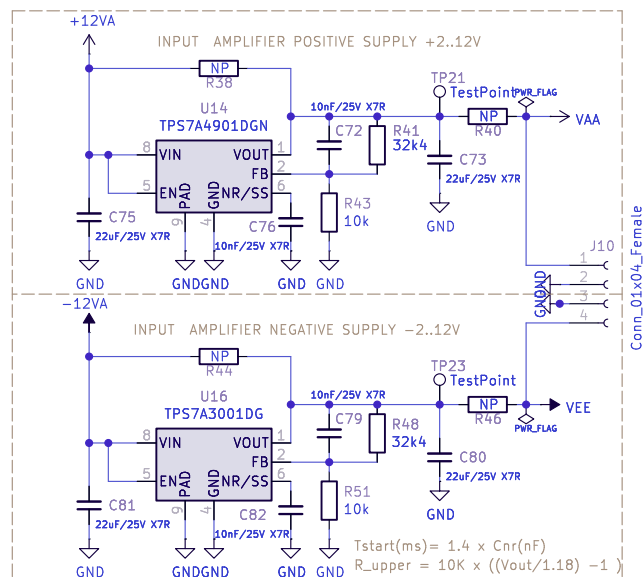 +12VA
INPUT AMPLIFIER POSITIVE SUPPLY +2..12V
NP
R38
TP21
TestPoint
PWR_FLAG
U14
TPS7A4901DGN
10nF/25V X7R
C72
R41
32k4
NP
R40
VAA
8 VIN
VOUT 1
FB 2
5 EN
NR/SS 6
PAD
GND
9
4
C73
22uF/25V X7R
GND
C75
22uF/25V X7R
C76
10nF/25V X7R
R43
10k
GND
GND
GND
GND
GND
J10
1
2
3
4
GND
GND
Conn_01x04_Female
-12VA
INPUT AMPLIFIER NEGATIVE SUPPLY -2..12V
NP
R44
TP23
TestPoint
U16
TPS7A3001DG
10nF/25V X7R
C79
R48
32k4
NP
R46
VEE
PWR_FLAG
8 VIN
VOUT 1
FB 2
5 EN
NR/SS 6
PAD
GND
9
4
C80
22uF/25V X7R
GND
C81
22uF/25V X7R
C82
10nF/25V X7R
R51
10k
GND
GND
GND
GND
GND
Tstart(ms)= 1.4 x Cnr(nF)
R_upper = 10K x ((Vout/1.18) -1 )